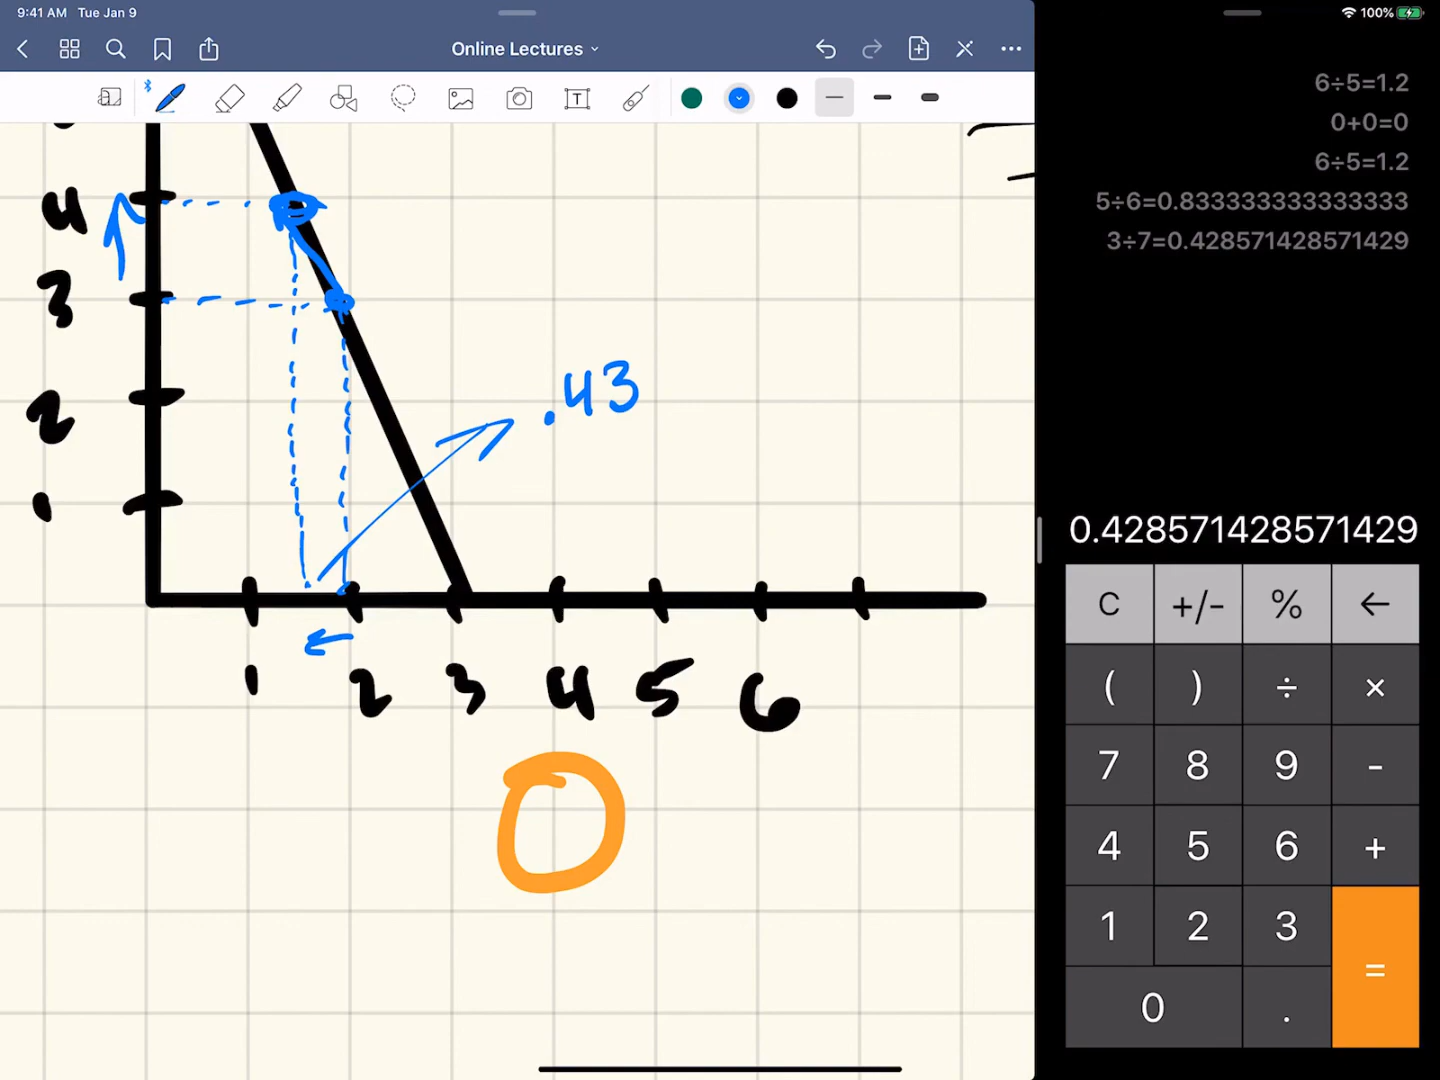 9:41 AM Tue Jan 9
100%
Online Lectures
T
4
3
2
1
.43
1 2 3 4 5 6
O
6÷5=1.2
0+0=0
6÷5=1.2
5÷6=0.833333333333333
3÷7=0.428571428571429
0.428571428571429
C +/- % ←
( ) ÷ ×
7 8 9 -
4 5 6 +
1 2 3 =
0 .